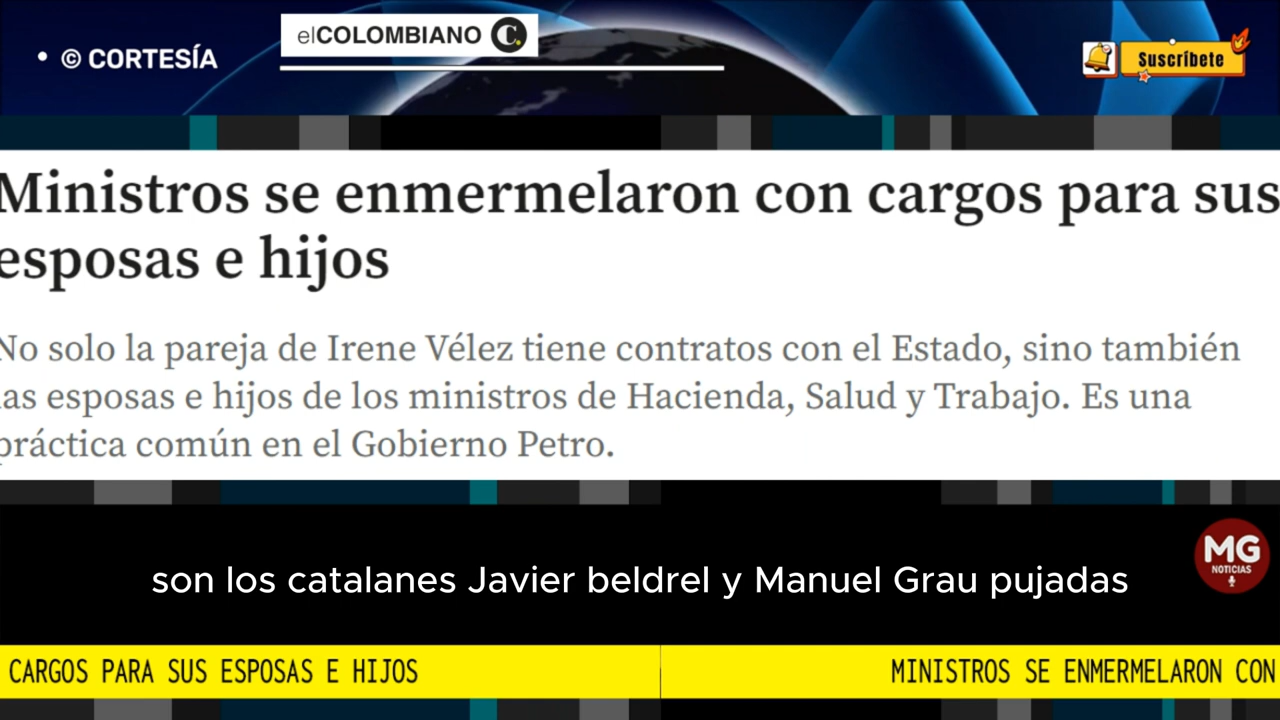 • © CORTESÍA
elCOLOMBIANO C.
Suscríbete
Ministros se enmermelaron con cargos para sus
esposas e hijos
No solo la pareja de Irene Vélez tiene contratos con el Estado, sino también
las esposas e hijos de los ministros de Hacienda, Salud y Trabajo. Es una
práctica común en el Gobierno Petro.
MG
NOTICIAS
son los catalanes Javier beldrel y Manuel Grau pujadas
CARGOS PARA SUS ESPOSAS E HIJOS
MINISTROS SE ENMERMELARON CON